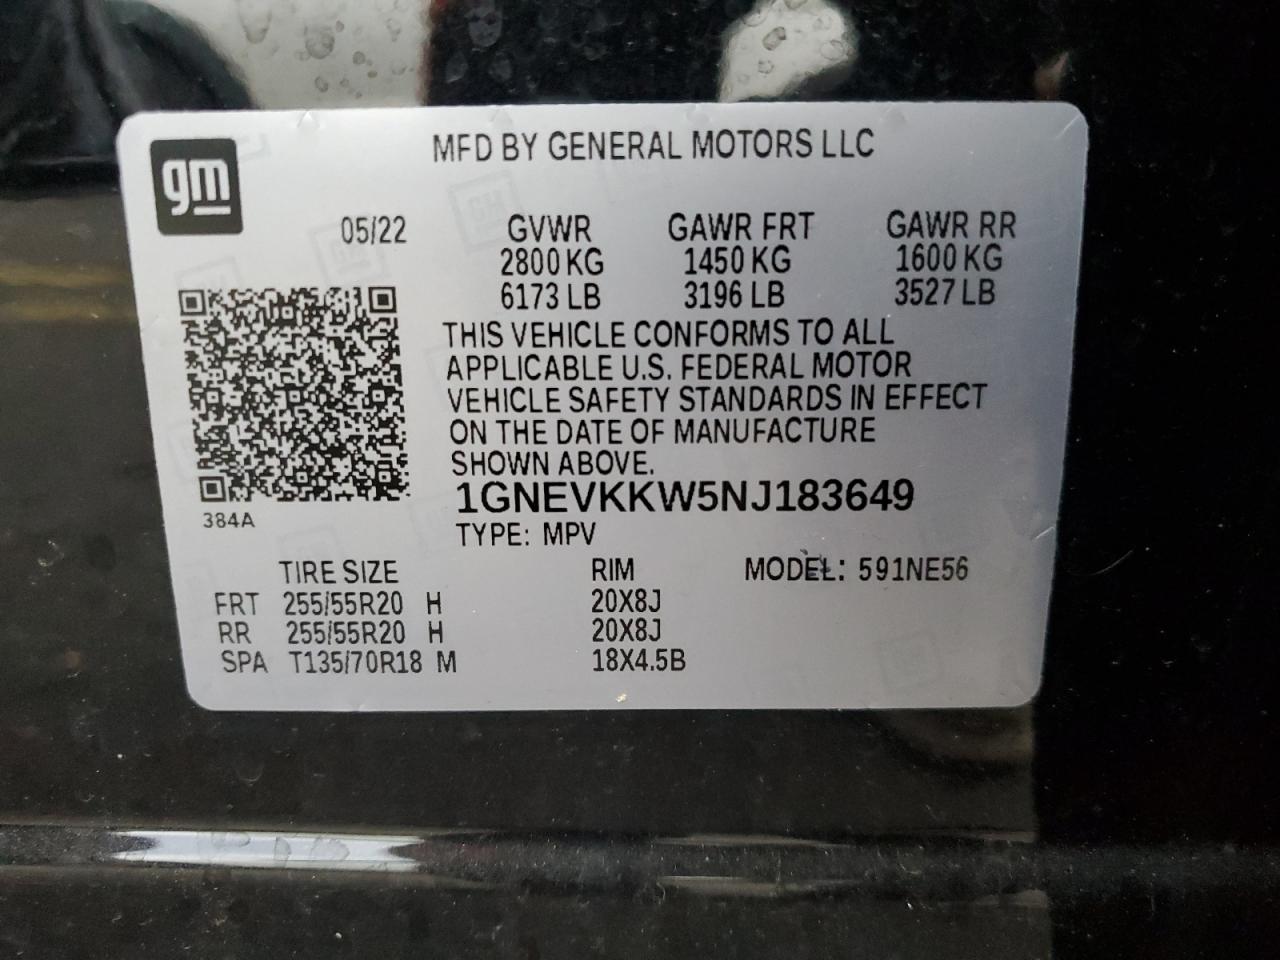 gm
MFD BY GENERAL MOTORS LLC
05/22
GVWR GAWR FRT GAWR RR
2800 KG 1450 KG 1600 KG
6173 LB 3196 LB 3527 LB
THIS VEHICLE CONFORMS TO ALL
APPLICABLE U.S. FEDERAL MOTOR
VEHICLE SAFETY STANDARDS IN EFFECT
ON THE DATE OF MANUFACTURE
SHOWN ABOVE.
1GNEVKKW5NJ183649
384A
TYPE: MPV
TIRE SIZE RIM MODEL: 591NE56
FRT 255/55R20 H 20X8J
RR 255/55R20 H 20X8J
SPA T135/70R18 M 18X4.5B